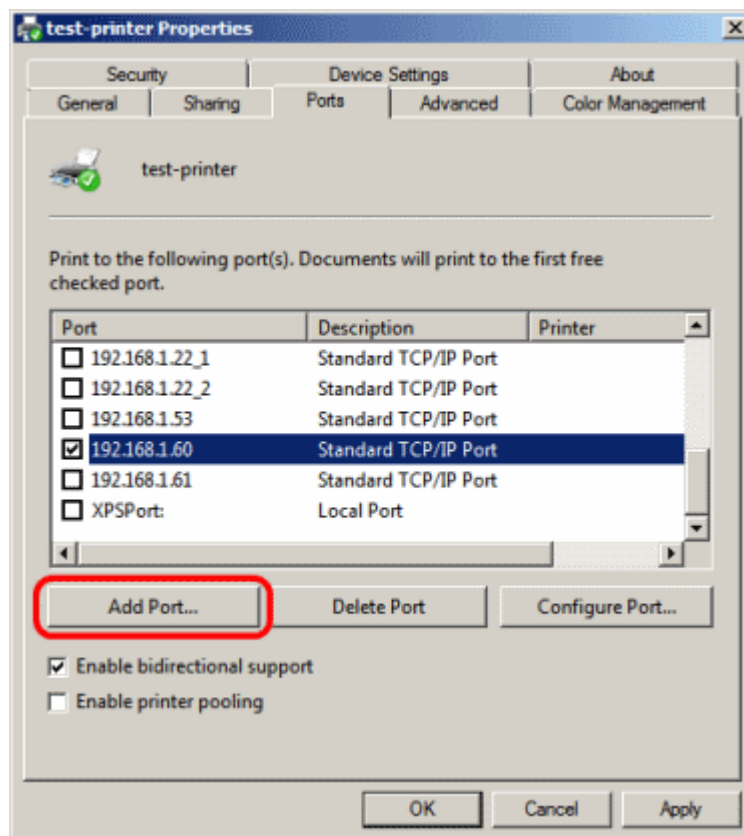 test-printer Properties
Security Device Settings About
General Sharing Ports Advanced Color Management
test-printer
Print to the following port(s). Documents will print to the first free
checked port.
Port Description Printer
192.168.1.22_1 Standard TCP/IP Port
192.168.1.22_2 Standard TCP/IP Port
192.168.1.53 Standard TCP/IP Port
192.168.1.60 Standard TCP/IP Port
192.168.1.61 Standard TCP/IP Port
XPSPort: Local Port
Add Port... Delete Port Configure Port...
Enable bidirectional support
Enable printer pooling
OK Cancel Apply